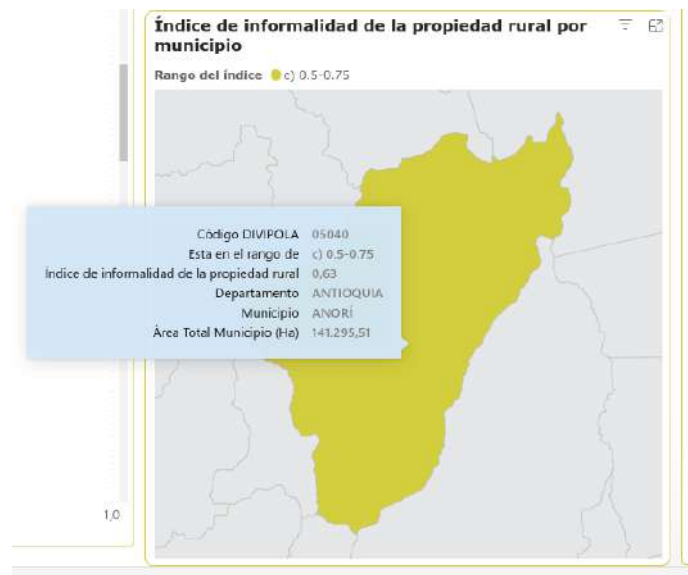 Índice de informalidad de la propiedad rural por
municipio
Rango del índice c) 0.5-0.75
Código DIVIPOLA 05040
Esta en el rango de c) 0.5-0.75
Índice de informalidad de la propiedad rural 0,63
Departamento ANTIOQUIA
Municipio ANORÍ
Área Total Municipio (Ha) 141.295,51
1,0